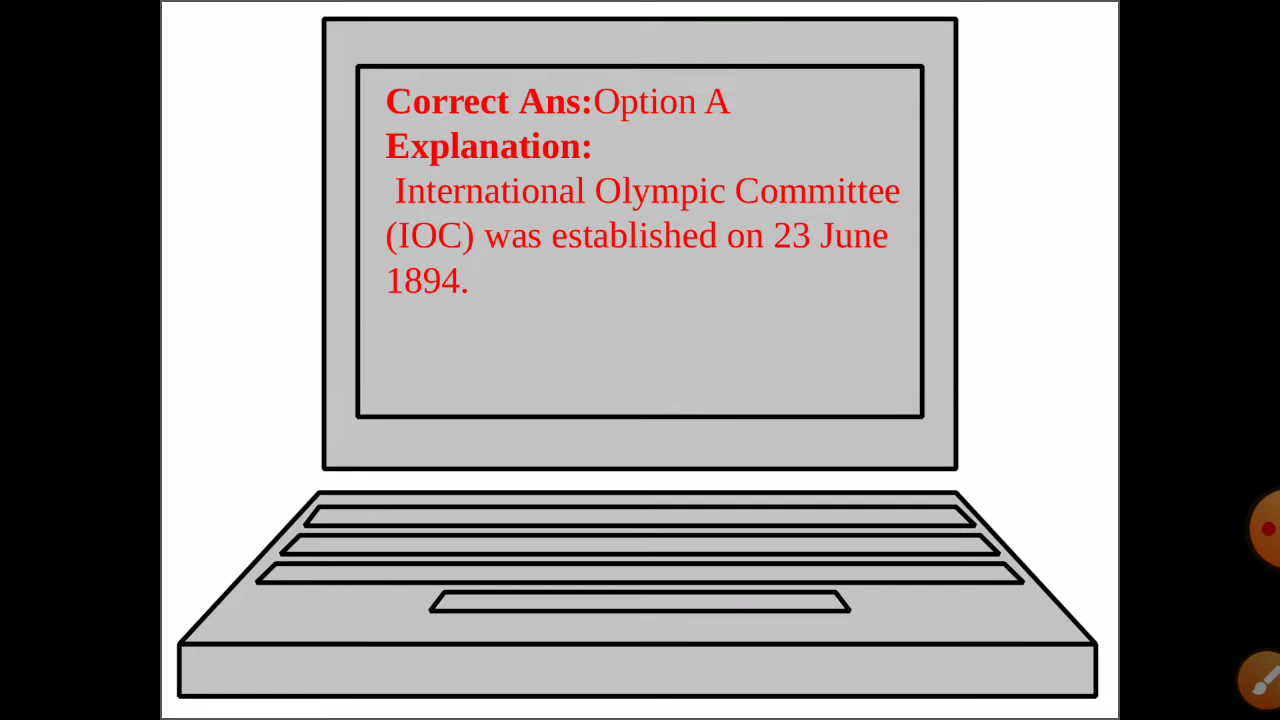 Correct Ans:Option A
Explanation:
International Olympic Committee
(IOC) was established on 23 June
1894.